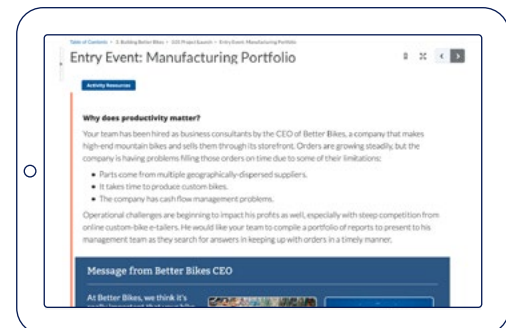 Table of Contents > 2. Building Better Bikes > 2.01 Project Launch > Entry Event: Manufacturing Portfolio
Entry Event: Manufacturing Portfolio
Activity Resources
Why does productivity matter?
Your team has been hired as business consultants by the CEO of Better Bikes, a company that makes
high-end mountain bikes and sells them through its storefront. Orders are growing steadily, but the
company is having problems filling those orders on time due to some of their limitations:
• Parts come from multiple geographically-dispersed suppliers.
• It takes time to produce custom bikes.
• The company has cash flow management problems.
Operational challenges are beginning to impact his profits as well, especially with steep competition from
online custom-bike e-tailers. He would like your team to compile a portfolio of reports to present to his
management team as they search for answers in keeping up with orders in a timely manner.
Message from Better Bikes CEO
At Better Bikes, we think it's